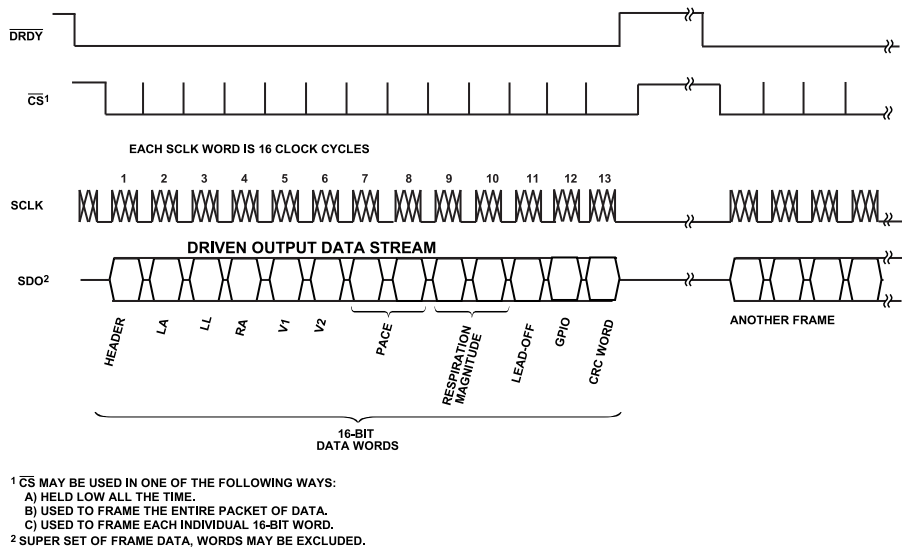 DRDY
CS1
EACH SCLK WORD IS 16 CLOCK CYCLES
1 2 3 4 5 6 7 8 9 10 11 12 13
SCLK
DRIVEN OUTPUT DATA STREAM
SDO2
HEADER
LA
LL
RA
V1
V2
PACE
RESPIRATION
MAGNITUDE
LEAD-OFF
GPIO
CRC WORD
ANOTHER FRAME
16-BIT
DATA WORDS
1 CS MAY BE USED IN ONE OF THE FOLLOWING WAYS:
A) HELD LOW ALL THE TIME.
B) USED TO FRAME THE ENTIRE PACKET OF DATA.
C) USED TO FRAME EACH INDIVIDUAL 16-BIT WORD.
2 SUPER SET OF FRAME DATA, WORDS MAY BE EXCLUDED.